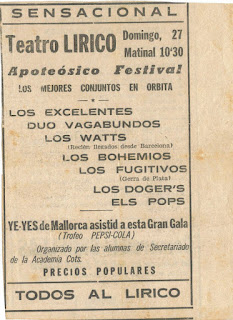 SENSACIONAL
Teatro LIRICO
Domingo, 27
Matinal 10'30
Apoteósico Festival
LOS MEJORES CONJUNTOS EN ORBITA
LOS EXCELENTES
DUO VAGABUNDOS
LOS WATTS
(Recién llegados desde Barcelona)
LOS BOHEMIOS
LOS FUGITIVOS
(Gerra de Plata)
LOS DOGER'S
ELS POPS
YE-YES de Mallorca asistid a esta Gran Gala
(Trofeo PEPSI-COLA)
Organizado por las alumnas de Secretariado
de la Academia Cots.
PRECIOS POPULARES
TODOS AL LIRICO